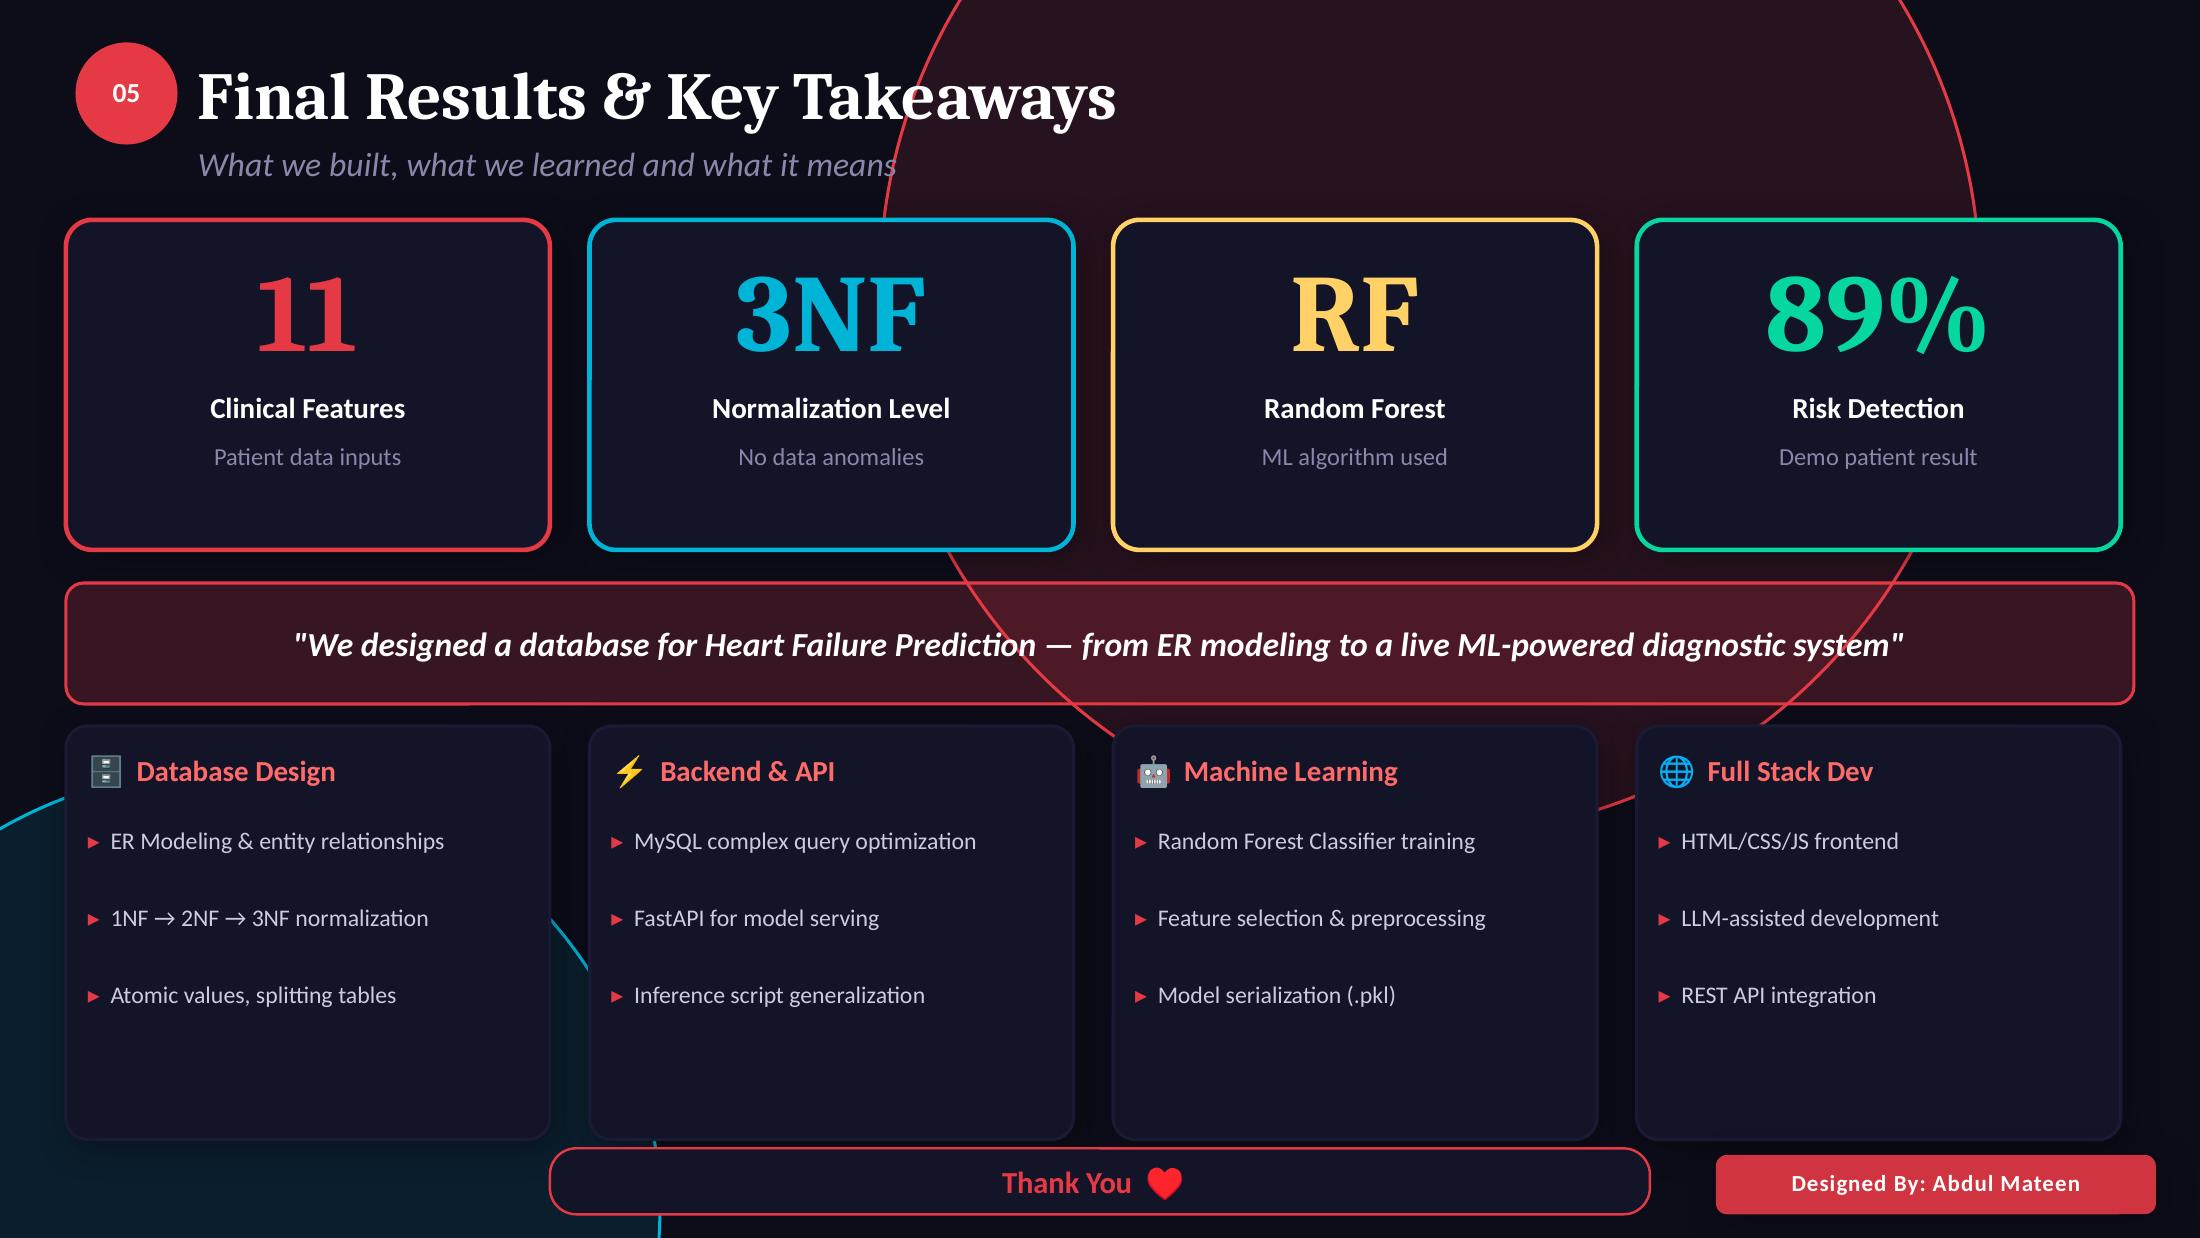 05
Final Results & Key Takeaways
What we built, what we learned and what it means
11
Clinical Features
Patient data inputs
3NF
Normalization Level
No data anomalies
RF
Random Forest
ML algorithm used
89%
Risk Detection
Demo patient result
"We designed a database for Heart Failure Prediction — from ER modeling to a live ML-powered diagnostic system"
🗄️ Database Design
▸ ER Modeling & entity relationships
▸ 1NF → 2NF → 3NF normalization
▸ Atomic values, splitting tables
⚡ Backend & API
▸ MySQL complex query optimization
▸ FastAPI for model serving
▸ Inference script generalization
🤖 Machine Learning
▸ Random Forest Classifier training
▸ Feature selection & preprocessing
▸ Model serialization (.pkl)
🌐 Full Stack Dev
▸ HTML/CSS/JS frontend
▸ LLM-assisted development
▸ REST API integration
Thank You ❤️
Designed By: Abdul Mateen